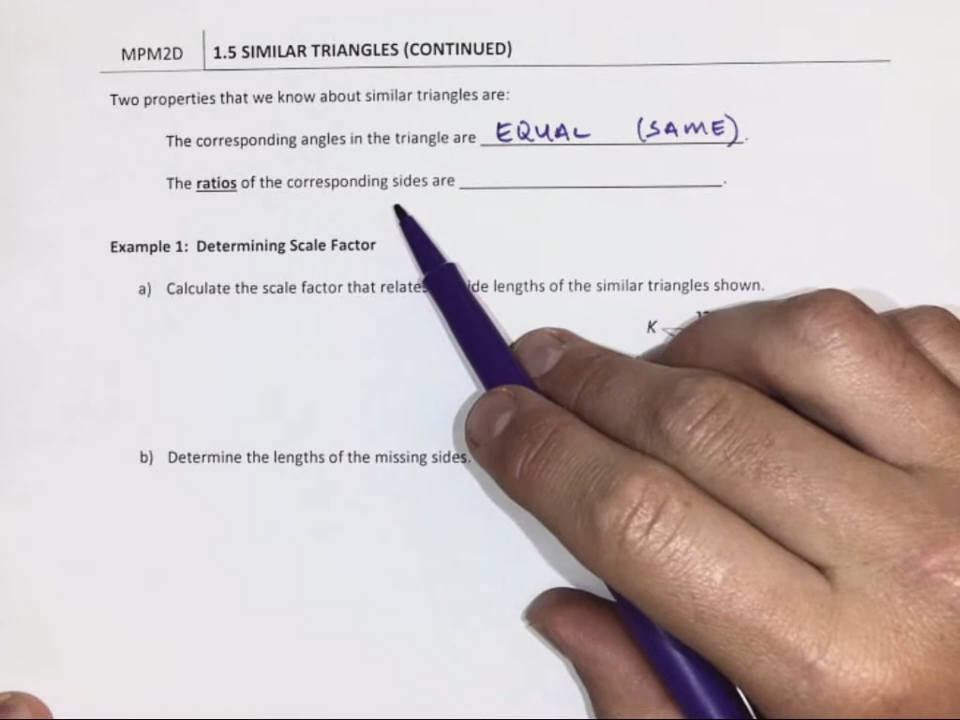 MPM2D 1.5 SIMILAR TRIANGLES (CONTINUED)
Two properties that we know about similar triangles are:
The corresponding angles in the triangle are EQUAL (SAME).
The ratios of the corresponding sides are .
Example 1: Determining Scale Factor
a) Calculate the scale factor that relates lengths of the similar triangles shown.
K
b) Determine the lengths of the missing sides.